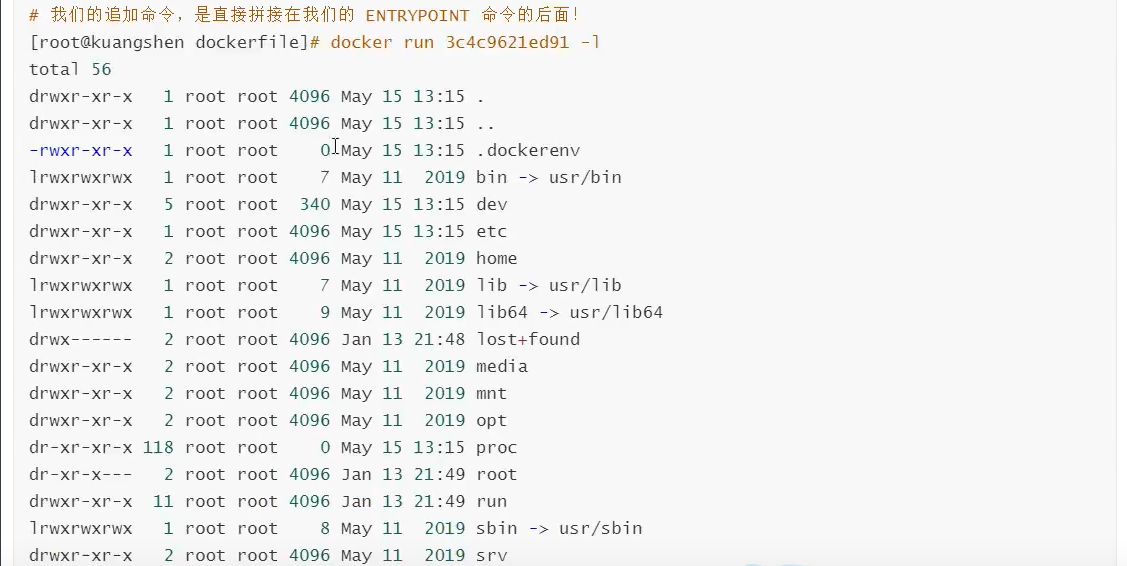 # 我们的追加命令，是直接拼接在我们的 ENTRYPOINT 命令的后面！
[root@kuangshen dockerfile]# docker run 3c4c9621ed91 -l
total 56
drwxr-xr-x   1 root root 4096 May 15 13:15 .
drwxr-xr-x   1 root root 4096 May 15 13:15 ..
-rwxr-xr-x   1 root root    0 May 15 13:15 .dockerenv
lrwxrwxrwx   1 root root    7 May 11  2019 bin -> usr/bin
drwxr-xr-x   5 root root  340 May 15 13:15 dev
drwxr-xr-x   1 root root 4096 May 15 13:15 etc
drwxr-xr-x   2 root root 4096 May 11  2019 home
lrwxrwxrwx   1 root root    7 May 11  2019 lib -> usr/lib
lrwxrwxrwx   1 root root    9 May 11  2019 lib64 -> usr/lib64
drwx------   2 root root 4096 Jan 13 21:48 lost+found
drwxr-xr-x   2 root root 4096 May 11  2019 media
drwxr-xr-x   2 root root 4096 May 11  2019 mnt
drwxr-xr-x   2 root root 4096 May 11  2019 opt
dr-xr-xr-x 118 root root    0 May 15 13:15 proc
dr-xr-x---   2 root root 4096 Jan 13 21:49 root
drwxr-xr-x  11 root root 4096 Jan 13 21:49 run
lrwxrwxrwx   1 root root    8 May 11  2019 sbin -> usr/sbin
drwxr-xr-x   2 root root 4096 May 11  2019 srv